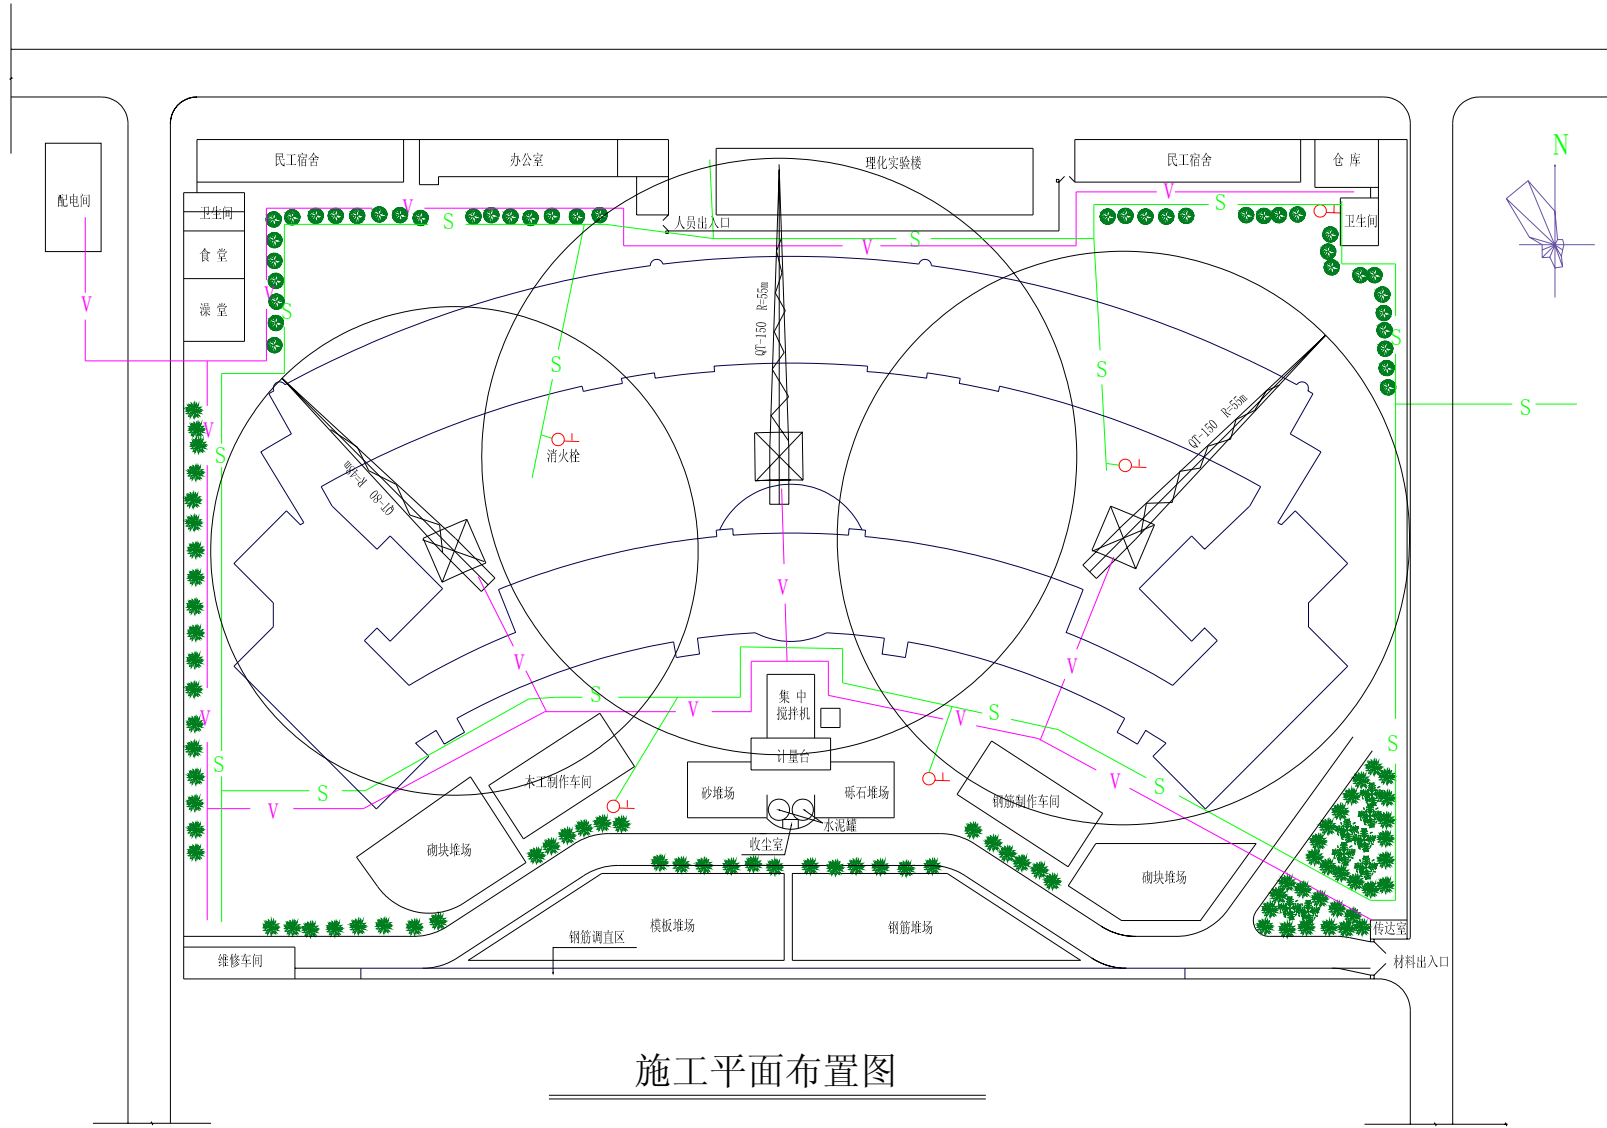 民工宿舍
办公室
理化实验楼
民工宿舍
仓 库
N
配电间
卫生间
V
S
人员出入口
V
S
V
S
卫生间
食 堂
澡 堂
V
S
V
QT-150 R=55m
QT-150 R=55m
QT-80 R=45m
S
S
S
S
V
S
消火栓
V
V
V
S
V
S
V
S
V
集 中
搅拌机
计量台
S
V
S
S
V
S
V
木工制作车间
砂堆场
砾石堆场
钢筋制作车间
水泥罐
收尘室
砌块堆场
砌块堆场
模板堆场
钢筋堆场
钢筋调直区
传达室
维修车间
材料出入口
施工平面布置图